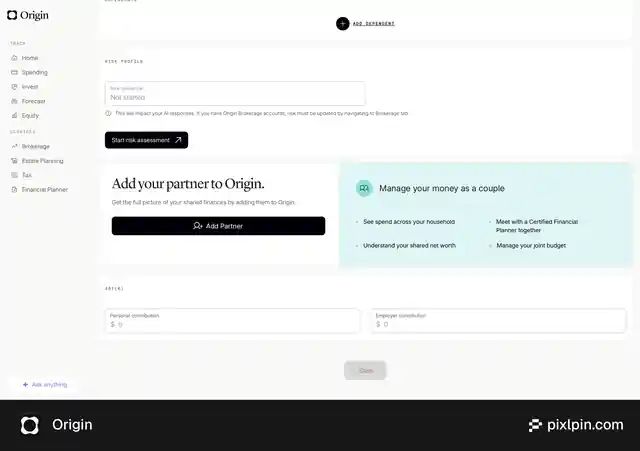 Origin
TRACK
Home
Spending
Invest
Forecast
Equity
Brokerage
Estate Planning
Tax
Financial Planner
Ask anything
ADD DEPENDENT
RISK PROFILE
Not started
This will impact your AI responses. If you have Origin Brokerage accounts, risk must be updated by navigating to Brokerage tab.
Start risk assessment
Add your partner to Origin.
Get the full picture of your shared finances by adding them to Origin.
Add Partner
Manage your money as a couple
See spend across your household
Meet with a Certified Financial
Planner together
Understand your shared net worth
Manage your joint budget
401(K)
Personal contribution
$ 0
Employer contribution
$ 0
Origin
pixlpin.com